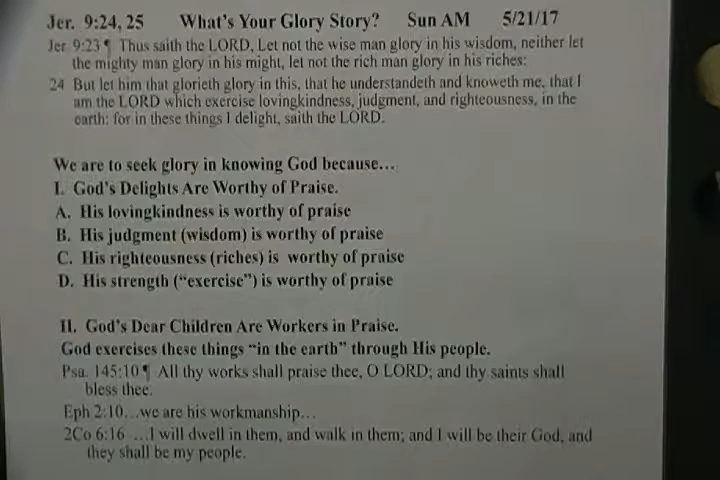 Jer. 9:24, 25 What's Your Glory Story? Sun AM 5/21/17
Jer 9:23 ¶ Thus saith the LORD, Let not the wise man glory in his wisdom, neither let
the mighty man glory in his might, let not the rich man glory in his riches:
24 But let him that glorieth glory in this, that he understandeth and knoweth me, that I
am the LORD which exercise lovingkindness, judgment, and righteousness, in the
earth: for in these things I delight, saith the LORD.
We are to seek glory in knowing God because…
I. God's Delights Are Worthy of Praise.
A. His lovingkindness is worthy of praise
B. His judgment (wisdom) is worthy of praise
C. His righteousness (riches) is worthy of praise
D. His strength ("exercise") is worthy of praise
II. God's Dear Children Are Workers in Praise.
God exercises these things "in the earth" through His people.
Psa. 145:10 ¶ All thy works shall praise thee, O LORD; and thy saints shall
bless thee.
Eph 2:10…we are his workmanship…
2Co 6:16 …I will dwell in them, and walk in them; and I will be their God, and
they shall be my people.